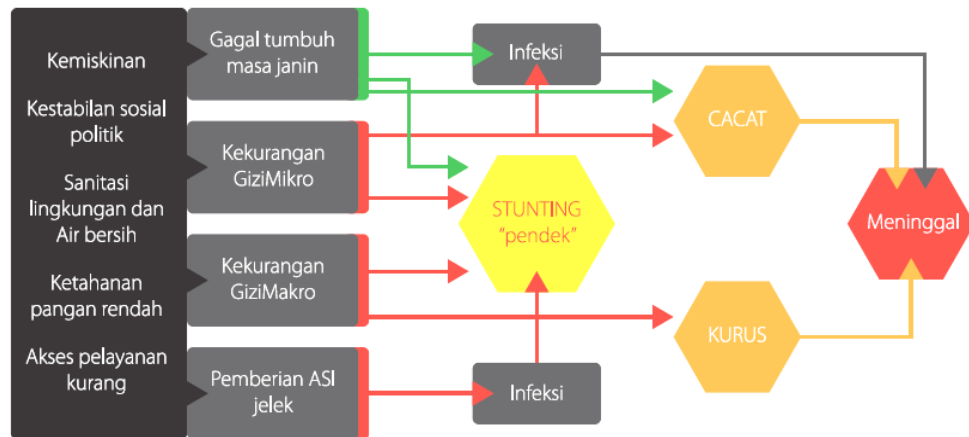 Kemiskinan
Kestabilan sosial
politik
Sanitasi
lingkungan dan
Air bersih
Ketahanan
pangan rendah
Akses pelayanan
kurang
Gagal tumbuh
masa janin
Kekurangan
GiziMikro
Kekurangan
GiziMakro
Pemberian ASI
jelek
Infeksi
STUNTING
“pendek”
Infeksi
CACAT
KURUS
Meninggal